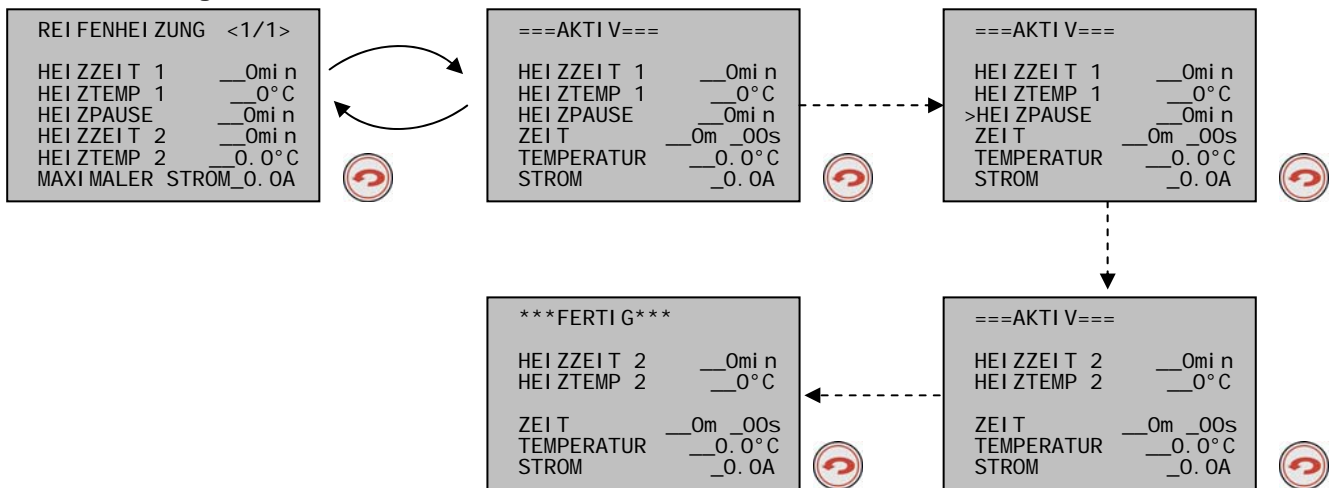 REIFENHEIZUNG <1/1>
HEIZZEIT 1 __0min
HEIZTEMP 1 __0°C
HEIZPAUSE __0min
HEIZZEIT 2 __0min
HEIZTEMP 2 __0.0°C
MAXIMALER STROM_0.0A
===AKTIV===
HEIZZEIT 1 __0min
HEIZTEMP 1 __0°C
HEIZPAUSE __0min
ZEIT __0m _00s
TEMPERATUR __0.0°C
STROM _0.0A
===AKTIV===
HEIZZEIT 1 __0min
HEIZTEMP 1 __0°C
>HEIZPAUSE __0min
ZEIT __0m _00s
TEMPERATUR __0.0°C
STROM _0.0A
***FERTIG***
HEIZZEIT 2 __0min
HEIZTEMP 2 __0°C
ZEIT __0m _00s
TEMPERATUR __0.0°C
STROM _0.0A
===AKTIV===
HEIZZEIT 2 __0min
HEIZTEMP 2 __0°C
ZEIT __0m _00s
TEMPERATUR __0.0°C
STROM _0.0A